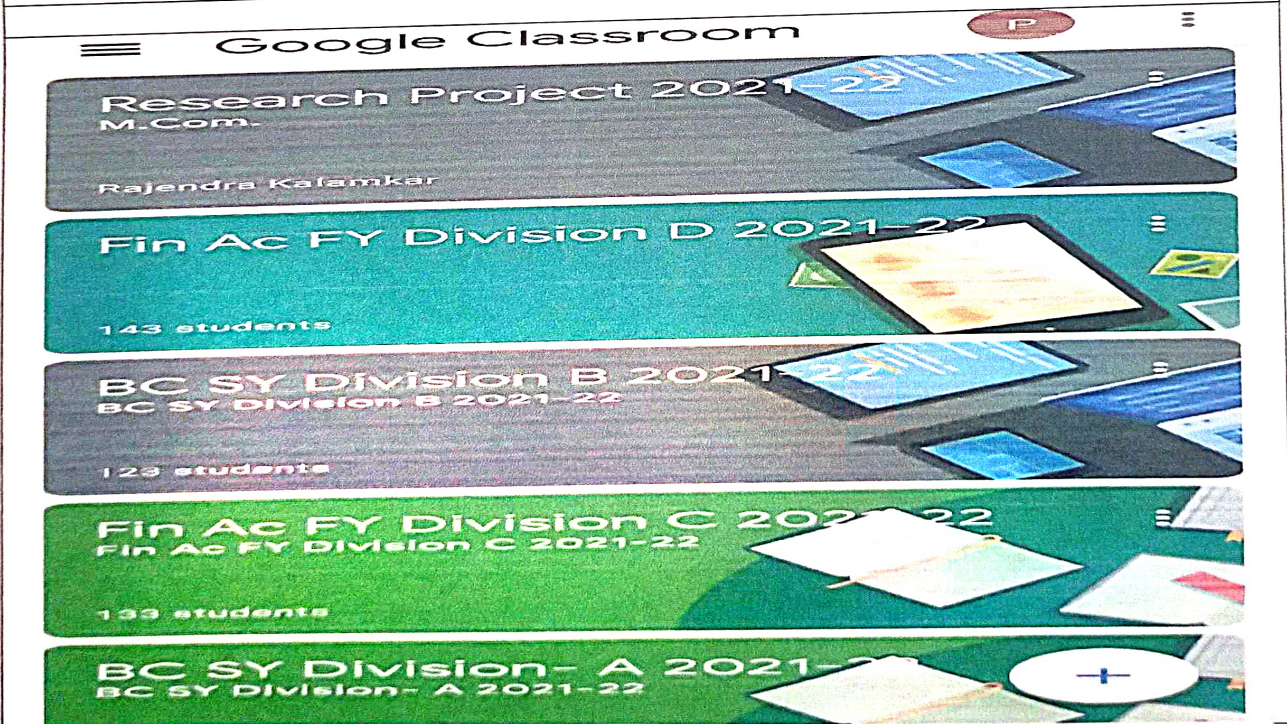 Google Classroom
P
Research Project 2021-22
M.Com.
Rajendra Kalamkar
Fin Ac FY Division D 2021-22
143 students
BC SY Division B 2021-22
BC SY Division B 2021-22
123 students
Fin Ac FY Division C 2021-22
Fin Ac FY Division C 2021-22
133 students
BC SY Division- A 2021-22
BC SY Division- A 2021-22